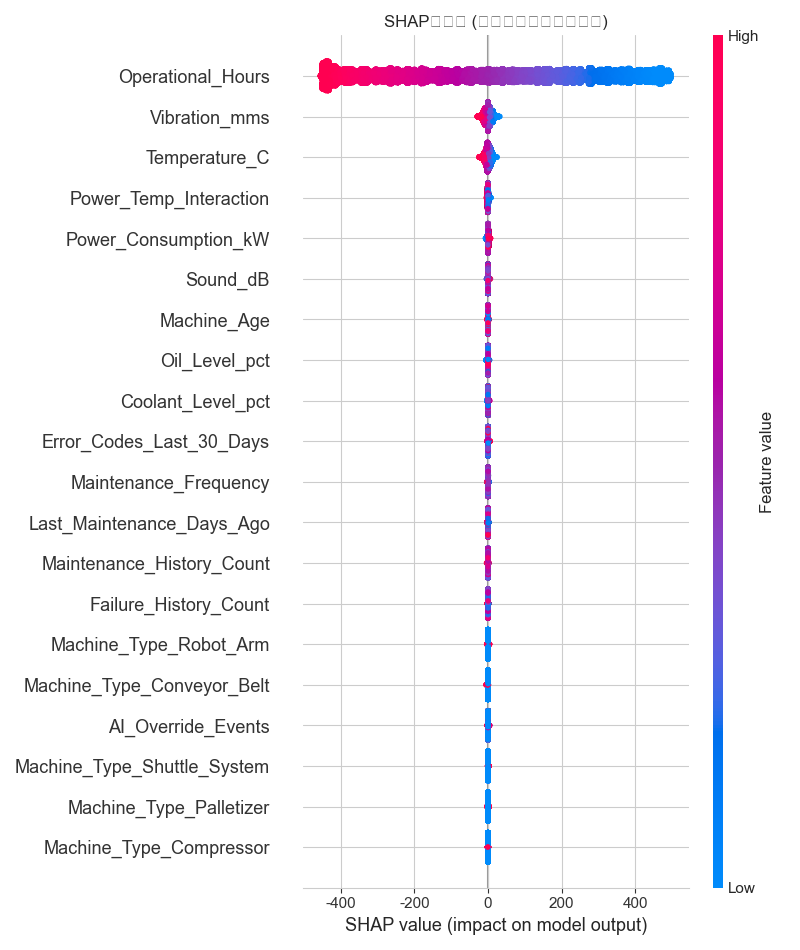 SHAP (
High
Operational_Hours
Vibration_mms
Temperature_C
Power_Temp_Interaction
Power_Consumption_kW
Sound_dB
Machine_Age
Oil_Level_pct
Coolant_Level_pct
Error_Codes_Last_30_Days
Maintenance_Frequency
Last_Maintenance_Days_Ago
Maintenance_History_Count
Failure_History_Count
Machine_Type_Robot_Arm
Machine_Type_Conveyor_Belt
AI_Override_Events
Machine_Type_Shuttle_System
Machine_Type_Palletizer
Machine_Type_Compressor
Feature value
Low
-400 -200 0 200 400
SHAP value (impact on model output)